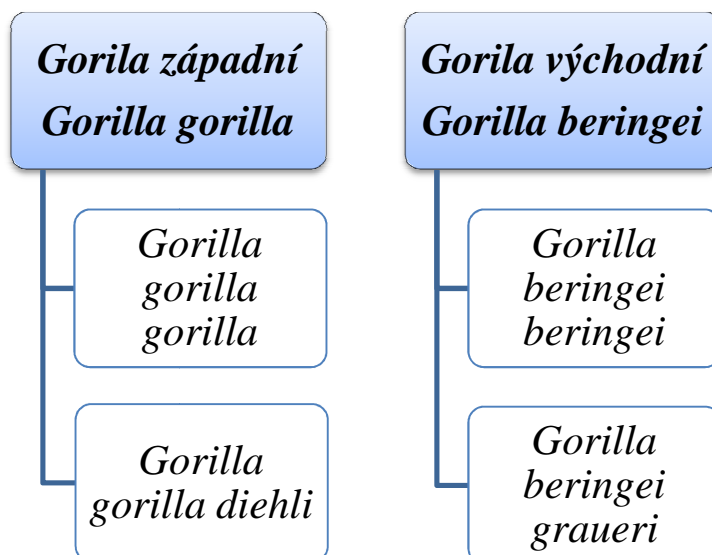 Gorila západní
Gorilla gorilla
Gorilla
gorilla
gorilla
Gorilla
gorilla diehli
Gorila východní
Gorilla beringei
Gorilla
beringei
beringei
Gorilla
beringei
graueri